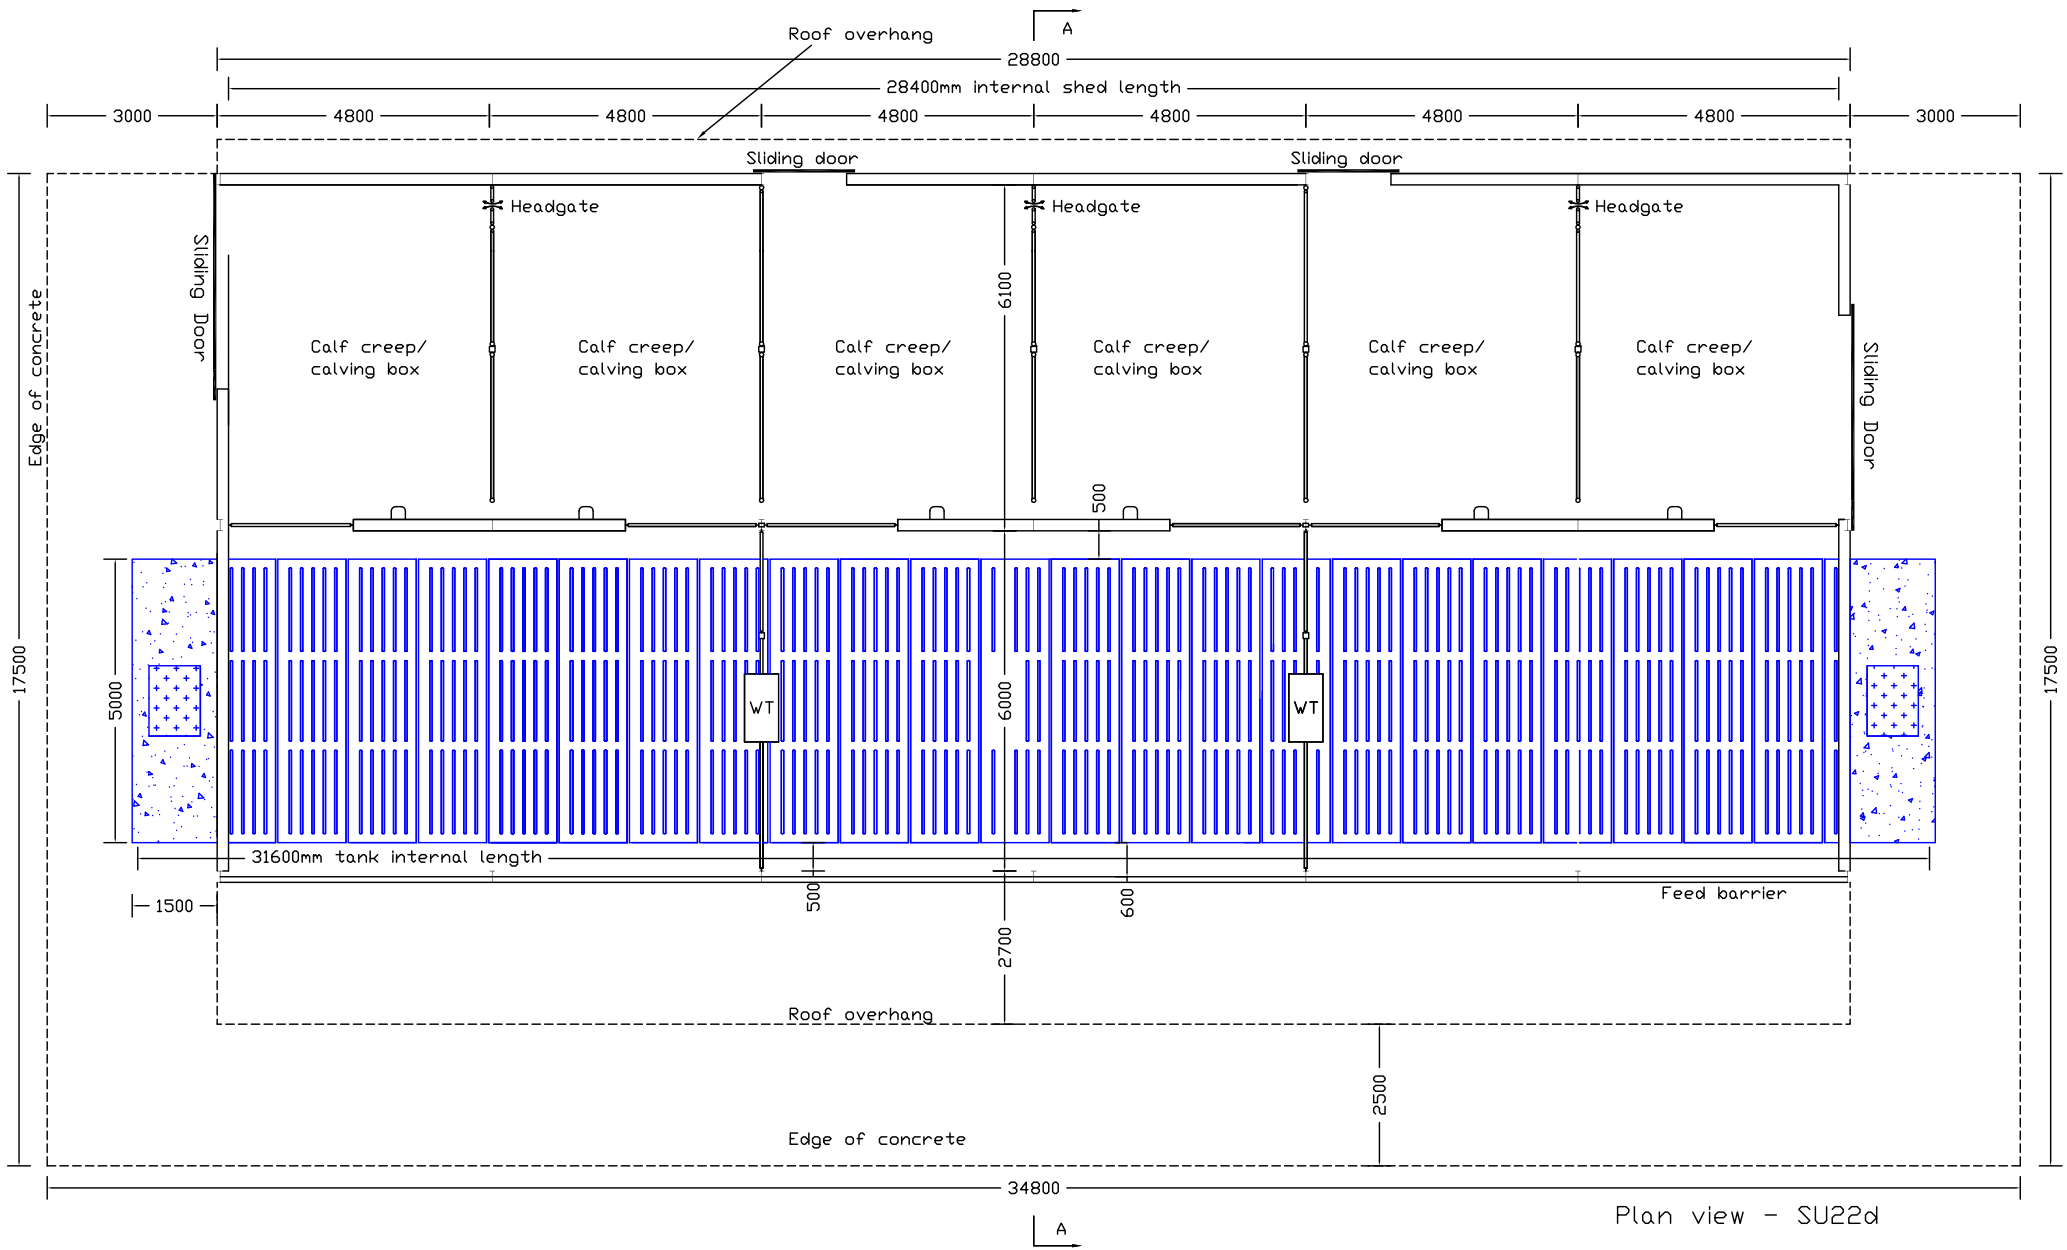 A
Roof overhang
28800
28400mm internal shed length
3000
4800
4800
4800
4800
4800
4800
3000
Sliding door
Sliding door
Headgate
Headgate
Headgate
Sliding Door
Edge of concrete
6100
Calf creep/
calving box
Calf creep/
calving box
Calf creep/
calving box
Calf creep/
calving box
Calf creep/
calving box
Calf creep/
calving box
Sliding Door
500
17500
5000
WT
6000
WT
17500
31600mm tank internal length
1500
500
600
Feed barrier
2700
Roof overhang
2500
Edge of concrete
34800
Plan view - SU22d
A